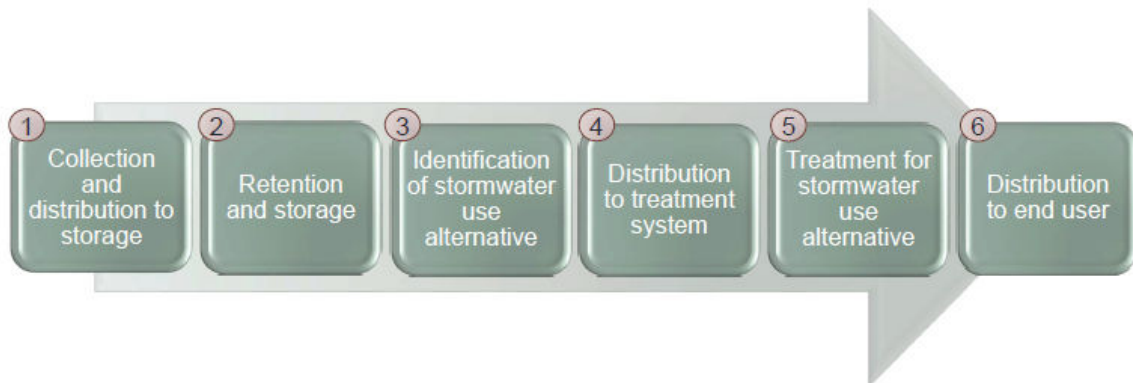 1
Collection
and
distribution to
storage
2
Retention
and storage
3
Identification
of stormwater
use
alternative
4
Distribution
to treatment
system
5
Treatment for
stormwater
use
alternative
6
Distribution
to end user